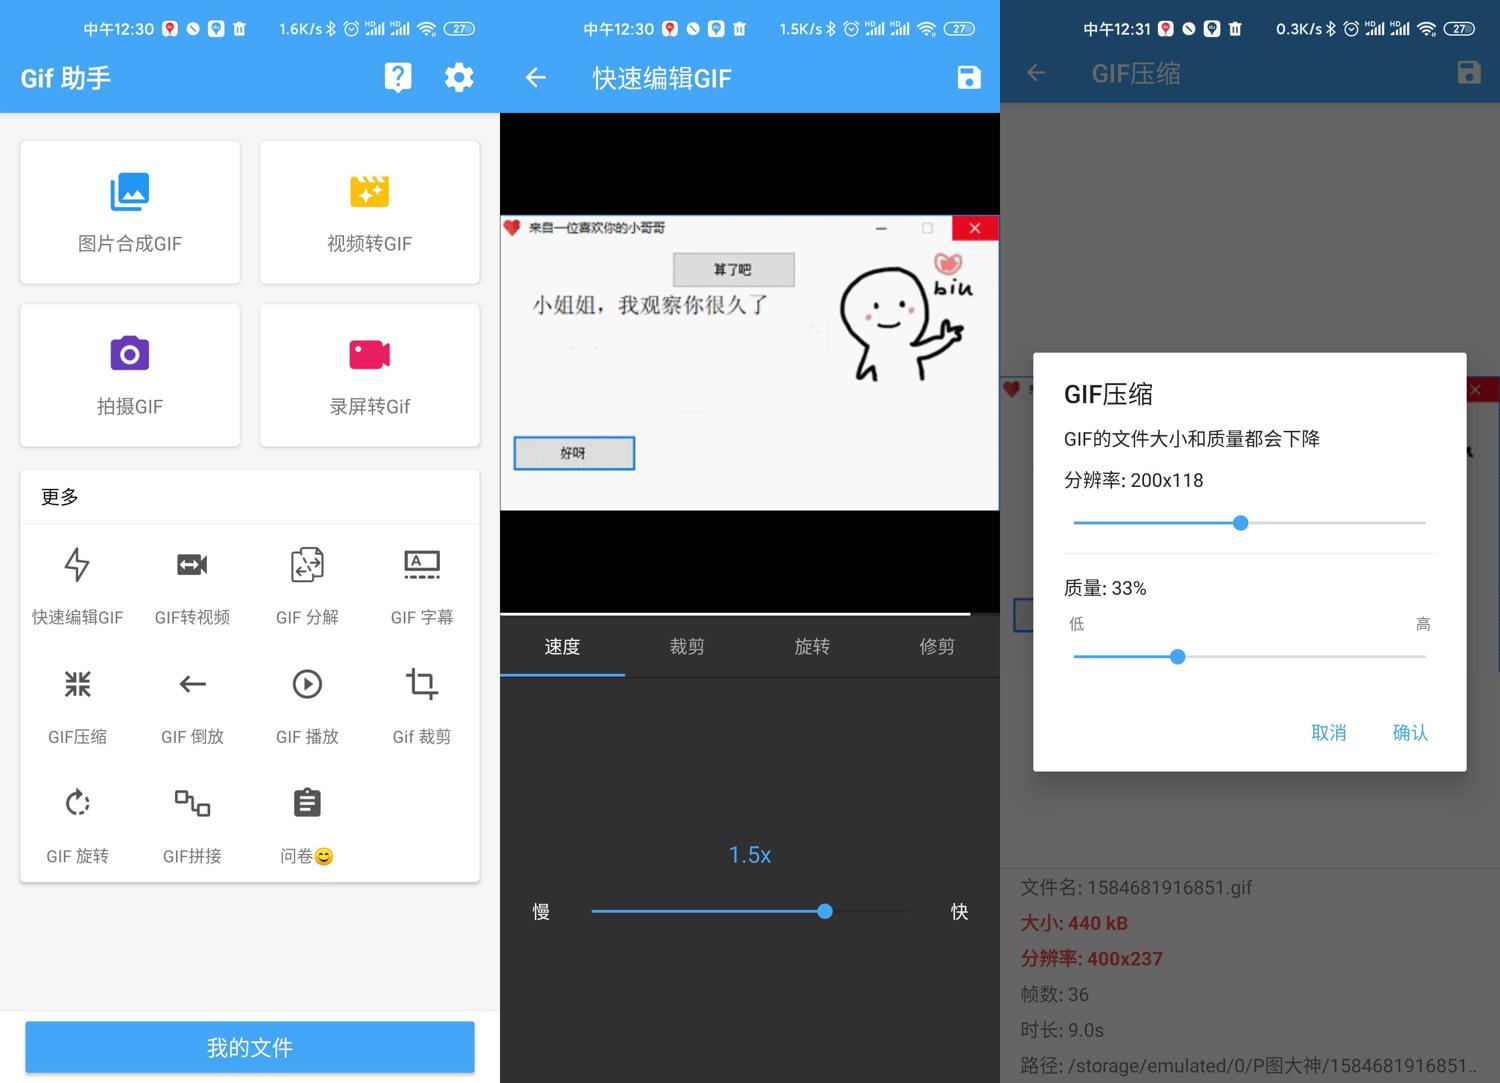 中午12:30
1.6K/s
27
Gif 助手
图片合成GIF
视频转GIF
拍摄GIF
录屏转Gif
更多
快速编辑GIF
GIF转视频
GIF 分解
GIF 字幕
GIF压缩
GIF 倒放
GIF 播放
Gif 裁剪
GIF 旋转
GIF拼接
问卷😊
我的文件
中午12:30
1.5K/s
27
快速编辑GIF
来自一位喜欢你的小哥哥
算了吧
biu
小姐姐，我观察你很久了
好呀
速度
裁剪
旋转
修剪
1.5x
慢
快
中午12:31
0.3K/s
27
GIF压缩
GIF压缩
GIF的文件大小和质量都会下降
分辨率: 200x118
质量: 33%
低
高
取消
确认
文件名: 1584681916851.gif
大小: 440 kB
分辨率: 400x237
帧数: 36
时长: 9.0s
路径: /storage/emulated/0/P图大神/1584681916851..